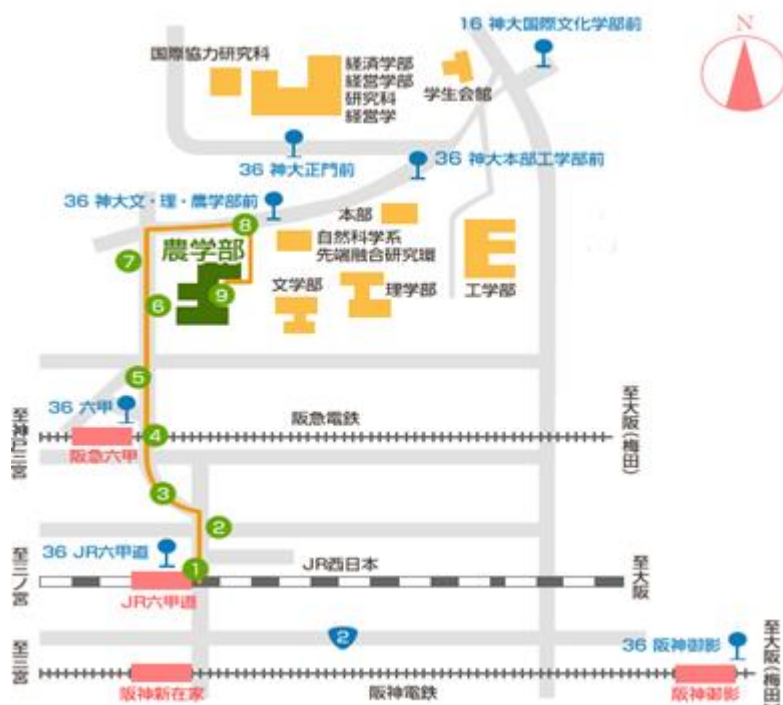 16 神大国際文化学部前
N
国際協力研究科
経済学部
経営学部
研究科
経営学
学生会館
36 神大正門前
36 神大本部工学部前
36 神大文・理・農学部前
本部
8
自然科学系
先端融合研究環
農学部
7
文学部
理学部
工学部
9
6
5
36 六甲
阪急電鉄
至神戸三宮
至大阪(梅田)
4
阪急六甲
3
2
36 JR六甲道
1
JR西日本
至三ノ宮
至大阪
JR六甲道
2
36 阪神御影
至三宮
至大阪(梅田)
阪神新在家
阪神電鉄
阪神御影